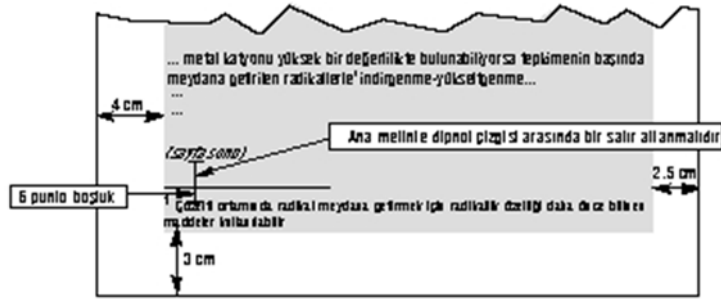 ... metal katyonu yüksek bir değerlikte bulunabiliyorsa tepkimenin başında
meydana getirilen radikallerle¹ indirgenme-yükseltgenme...
...
...
4 cm
Ana metinle dipnot çizgisi arasında bir satır atlanmalıdır
(sayfa sonu)
2.5 cm
6 punto boşluk
1 Çözelti ortamında radikal meydana getirmek için radikalik özelliği daha önce bilinen
maddeler kullanılabilir
3 cm